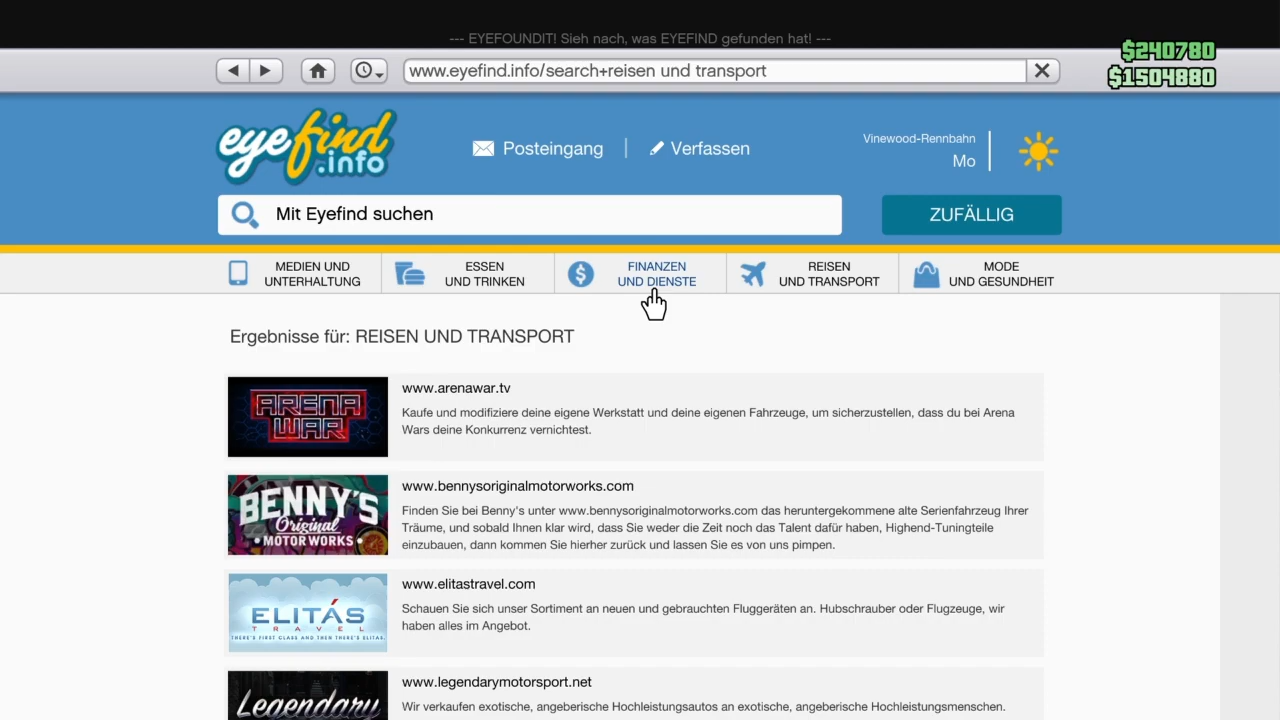 --- EYEFOUNDIT! Sieh nach, was EYEFIND gefunden hat! ---
$240780
www.eyefind.info/search+reisen und transport
$1504880
eyefind
.info
Posteingang
Verfassen
Vinewood-Rennbahn
Mo
Mit Eyefind suchen
ZUFÄLLIG
MEDIEN UND
UNTERHALTUNG
ESSEN
UND TRINKEN
FINANZEN
UND DIENSTE
REISEN
UND TRANSPORT
MODE
UND GESUNDHEIT
Ergebnisse für: REISEN UND TRANSPORT
ARENA
WAR
www.arenawar.tv
Kaufe und modifiziere deine eigene Werkstatt und deine eigenen Fahrzeuge, um sicherzustellen, dass du bei Arena
Wars deine Konkurrenz vernichtest.
BENNY'S
Original
•MOTOR WORKS•
www.bennysoriginalmotorworks.com
Finden Sie bei Benny's unter www.bennysoriginalmotorworks.com das heruntergekommene alte Serienfahrzeug Ihrer
Träume, und sobald Ihnen klar wird, dass Sie weder die Zeit noch das Talent dafür haben, Highend-Tuningteile
einzubauen, dann kommen Sie hierher zurück und lassen Sie es von uns pimpen.
ELITÁS
TRAVEL
THERE'S FIRST CLASS AND THEN THERE'S ELITAS.
www.elitastravel.com
Schauen Sie sich unser Sortiment an neuen und gebrauchten Fluggeräten an. Hubschrauber oder Flugzeuge, wir
haben alles im Angebot.
Legendary
www.legendarymotorsport.net
Wir verkaufen exotische, angeberische Hochleistungsautos an exotische, angeberische Hochleistungsmenschen.